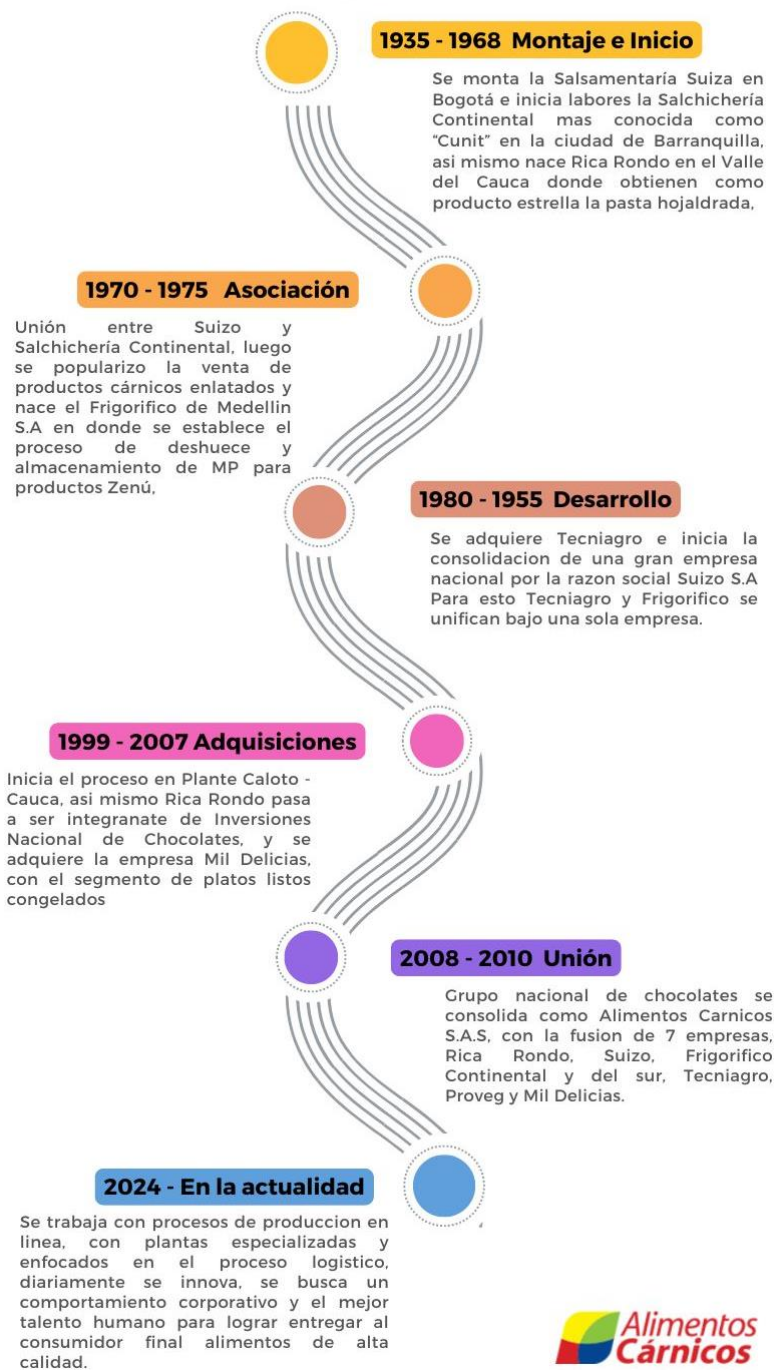 1935 - 1968 Montaje e Inicio
Se monta la Salsamentaría Suiza en
Bogotá e inicia labores la Salchichería
Continental mas conocida como
"Cunit" en la ciudad de Barranquilla,
asi mismo nace Rica Rondo en el Valle
del Cauca donde obtienen como
producto estrella la pasta hojaldrada,
1970 - 1975 Asociación
Unión entre Suizo y
Salchichería Continental, luego
se popularizo la venta de
productos cárnicos enlatados y
nace el Frigorifico de Medellin
S.A en donde se establece el
proceso de deshuece y
almacenamiento de MP para
productos Zenú,
1980 - 1955 Desarrollo
Se adquiere Tecniagro e inicia la
consolidacion de una gran empresa
nacional por la razon social Suizo S.A
Para esto Tecniagro y Frigorifico se
unifican bajo una sola empresa.
1999 - 2007 Adquisiciones
Inicia el proceso en Plante Caloto -
Cauca, asi mismo Rica Rondo pasa
a ser integranate de Inversiones
Nacional de Chocolates, y se
adquiere la empresa Mil Delicias,
con el segmento de platos listos
congelados
2008 - 2010 Unión
Grupo nacional de chocolates se
consolida como Alimentos Carnicos
S.A.S, con la fusion de 7 empresas,
Rica Rondo, Suizo, Frigorifico
Continental y del sur, Tecniagro,
Proveg y Mil Delicias.
2024 - En la actualidad
Se trabaja con procesos de produccion en
linea, con plantas especializadas y
enfocados en el proceso logistico,
diariamente se innova, se busca un
comportamiento corporativo y el mejor
talento humano para lograr entregar al
consumidor final alimentos de alta
calidad.
Alimentos
Cárnicos